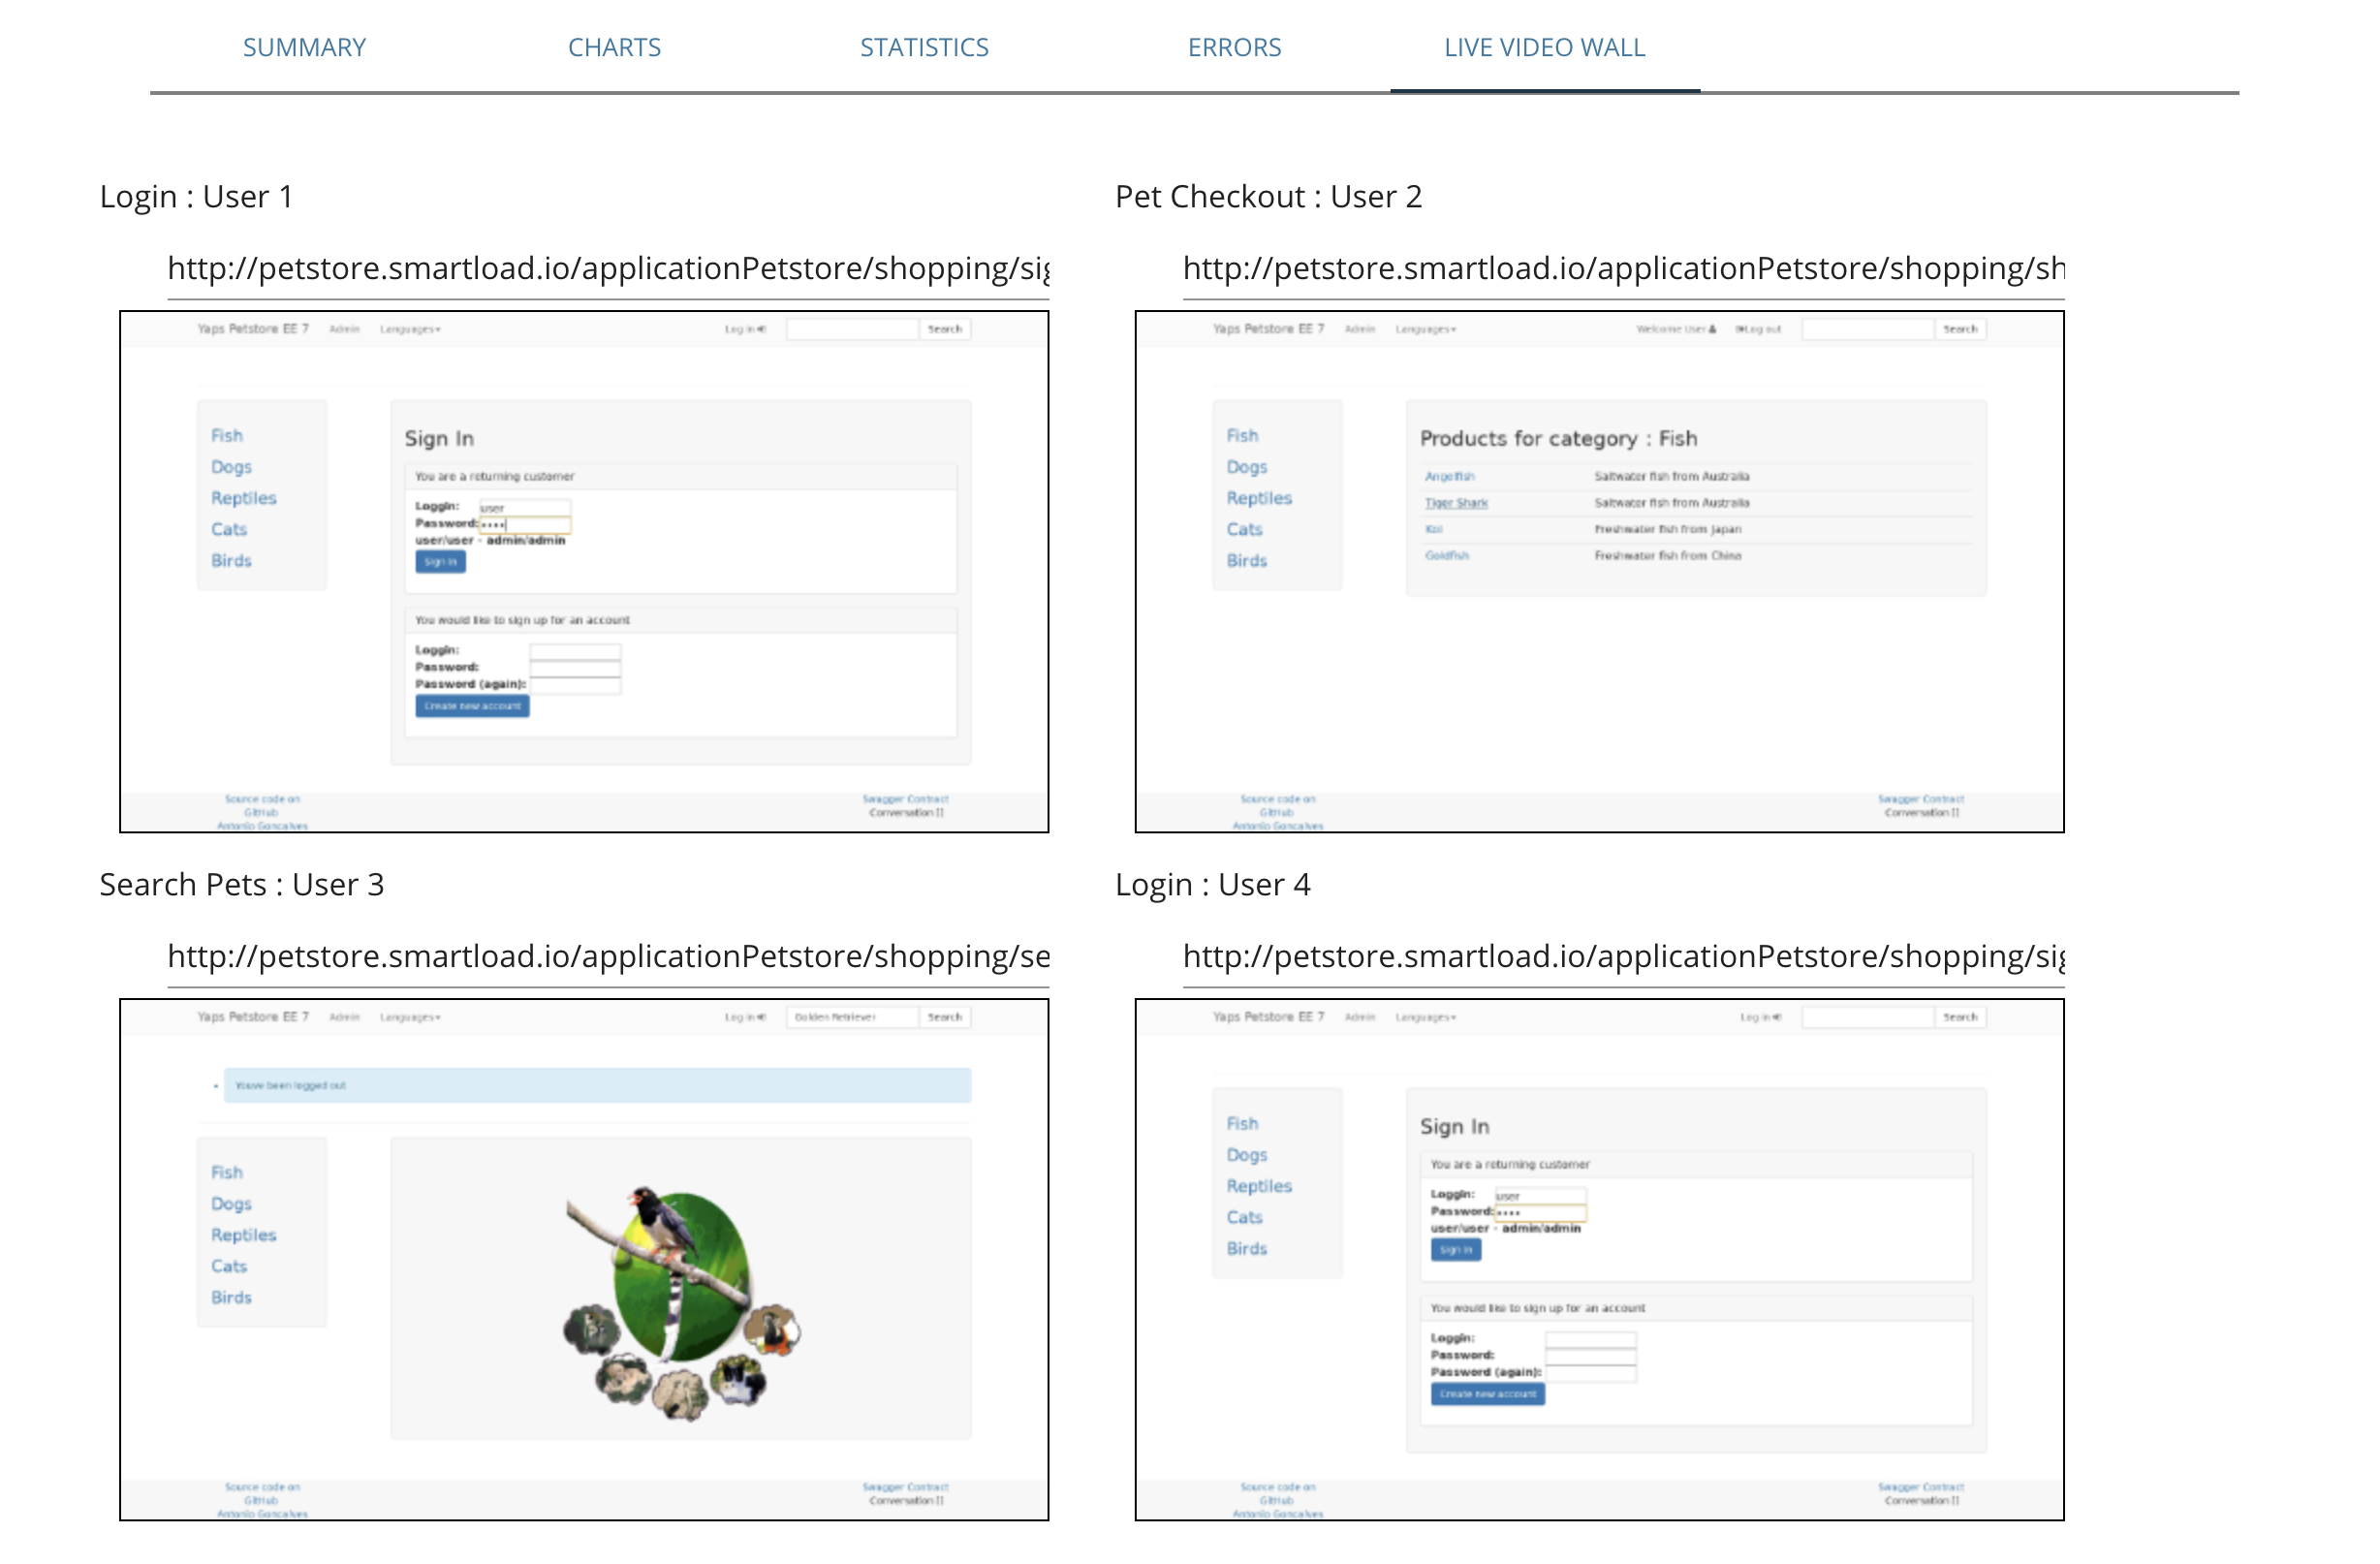 SUMMARY CHARTS STATISTICS ERRORS LIVE VIDEO WALL
Login : User 1
http://petstore.smartload.io/applicationPetstore/shopping/sig
Yaps Petstore EE 7 Admin Languages Log in Search
Fish
Dogs
Reptiles
Cats
Birds
Sign In
You are a returning customer
Loggin: user
Password: ••••
user/user - admin/admin
Sign In
You would like to sign up for an account
Loggin:
Password:
Password (again):
Create new account
Source code on
GitHub
Antonio Goncalves
Swagger Contract
Conversation []
Pet Checkout : User 2
http://petstore.smartload.io/applicationPetstore/shopping/sh
Yaps Petstore EE 7 Admin Languages Welcome User Log out Search
Fish
Dogs
Reptiles
Cats
Birds
Products for category : Fish
Angelfish Saltwater fish from Australia
Tiger Shark Saltwater fish from Australia
Koi Freshwater fish from Japan
Goldfish Freshwater fish from China
Source code on
GitHub
Antonio Goncalves
Swagger Contract
Conversation []
Search Pets : User 3
http://petstore.smartload.io/applicationPetstore/shopping/se
Yaps Petstore EE 7 Admin Languages Log in Golden Retriever Search
Youve been logged out
Fish
Dogs
Reptiles
Cats
Birds
Source code on
GitHub
Antonio Goncalves
Swagger Contract
Conversation []
Login : User 4
http://petstore.smartload.io/applicationPetstore/shopping/sig
Yaps Petstore EE 7 Admin Languages Log in Search
Fish
Dogs
Reptiles
Cats
Birds
Sign In
You are a returning customer
Loggin: user
Password: ••••
user/user - admin/admin
Sign In
You would like to sign up for an account
Loggin:
Password:
Password (again):
Create new account
Source code on
GitHub
Antonio Goncalves
Swagger Contract
Conversation []